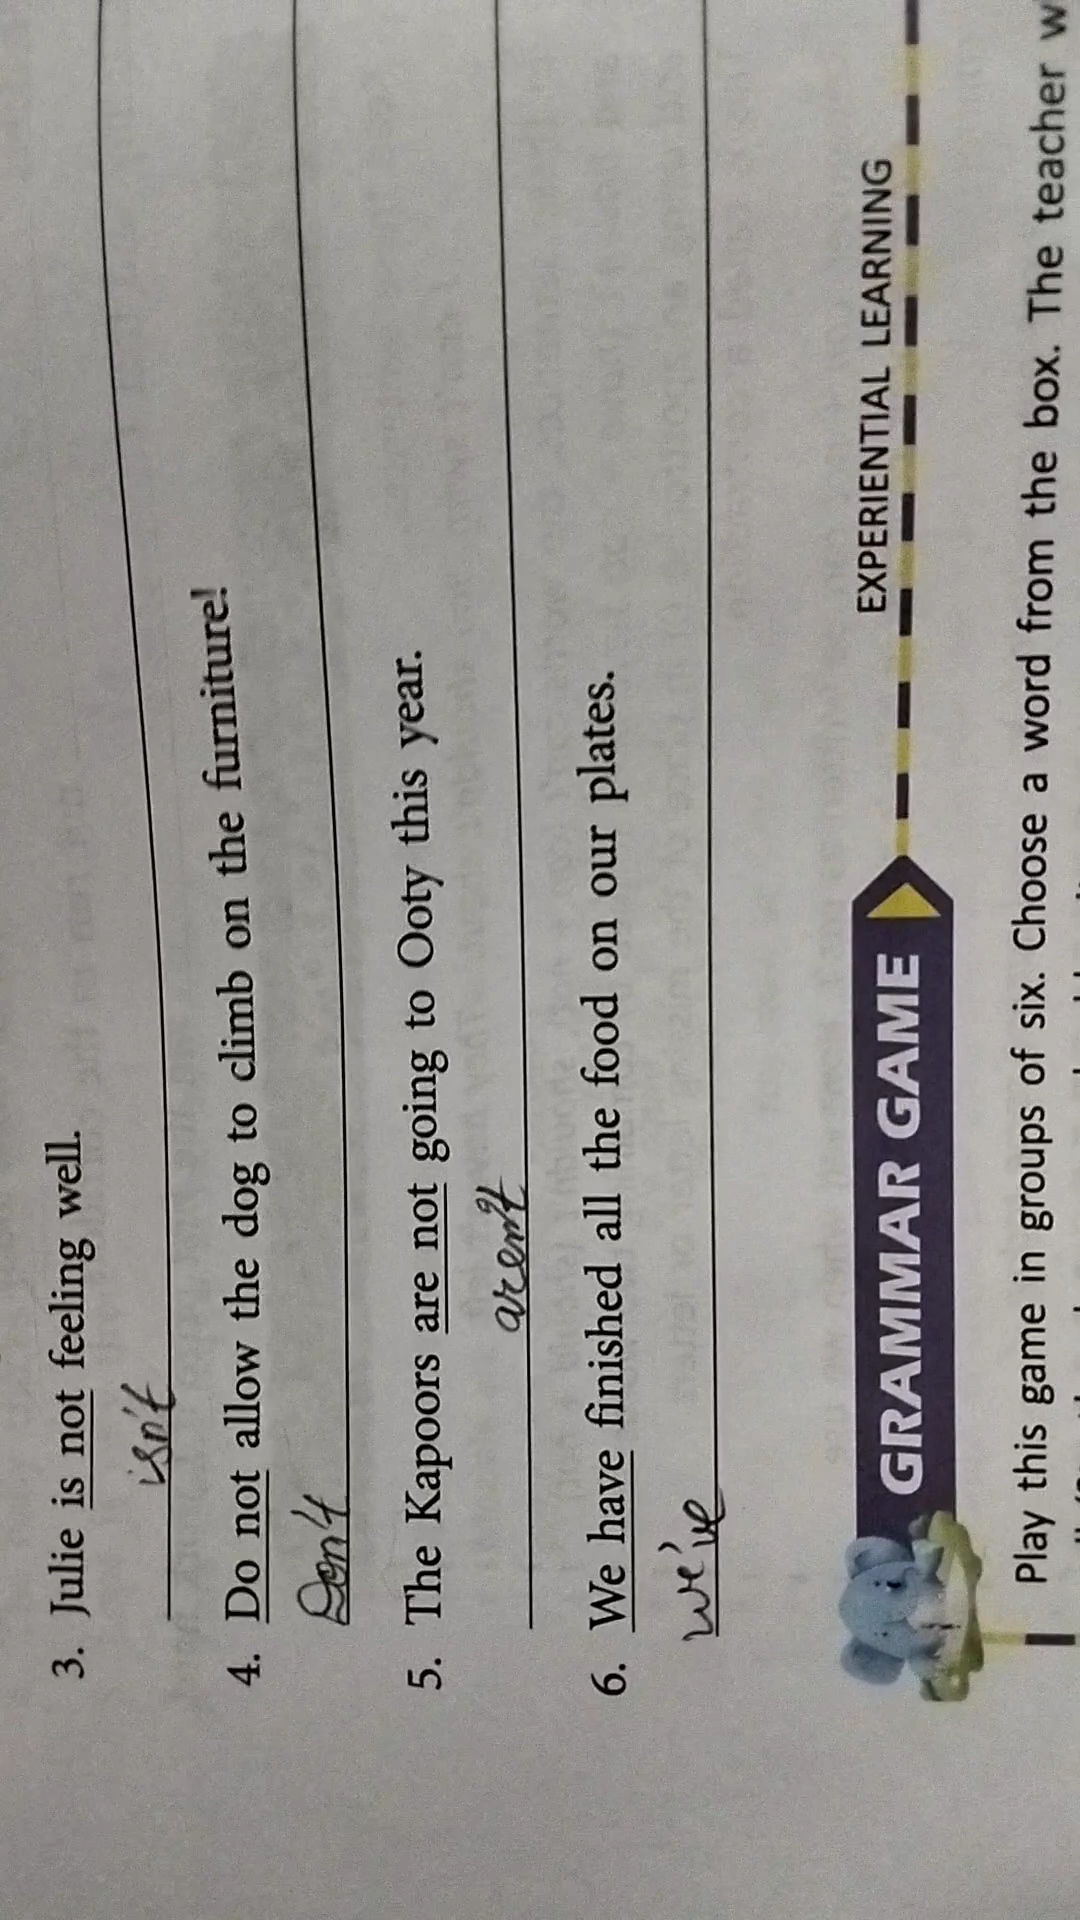 3. Julie is not feeling well.
isn't
4. Do not allow the dog to climb on the furniture!
Don't
5. The Kapoors are not going to Ooty this year.
aren't
6. We have finished all the food on our plates.
we've
EXPERIENTIAL LEARNING
GRAMMAR GAME
Play this game in groups of six. Choose a word from the box. The teacher